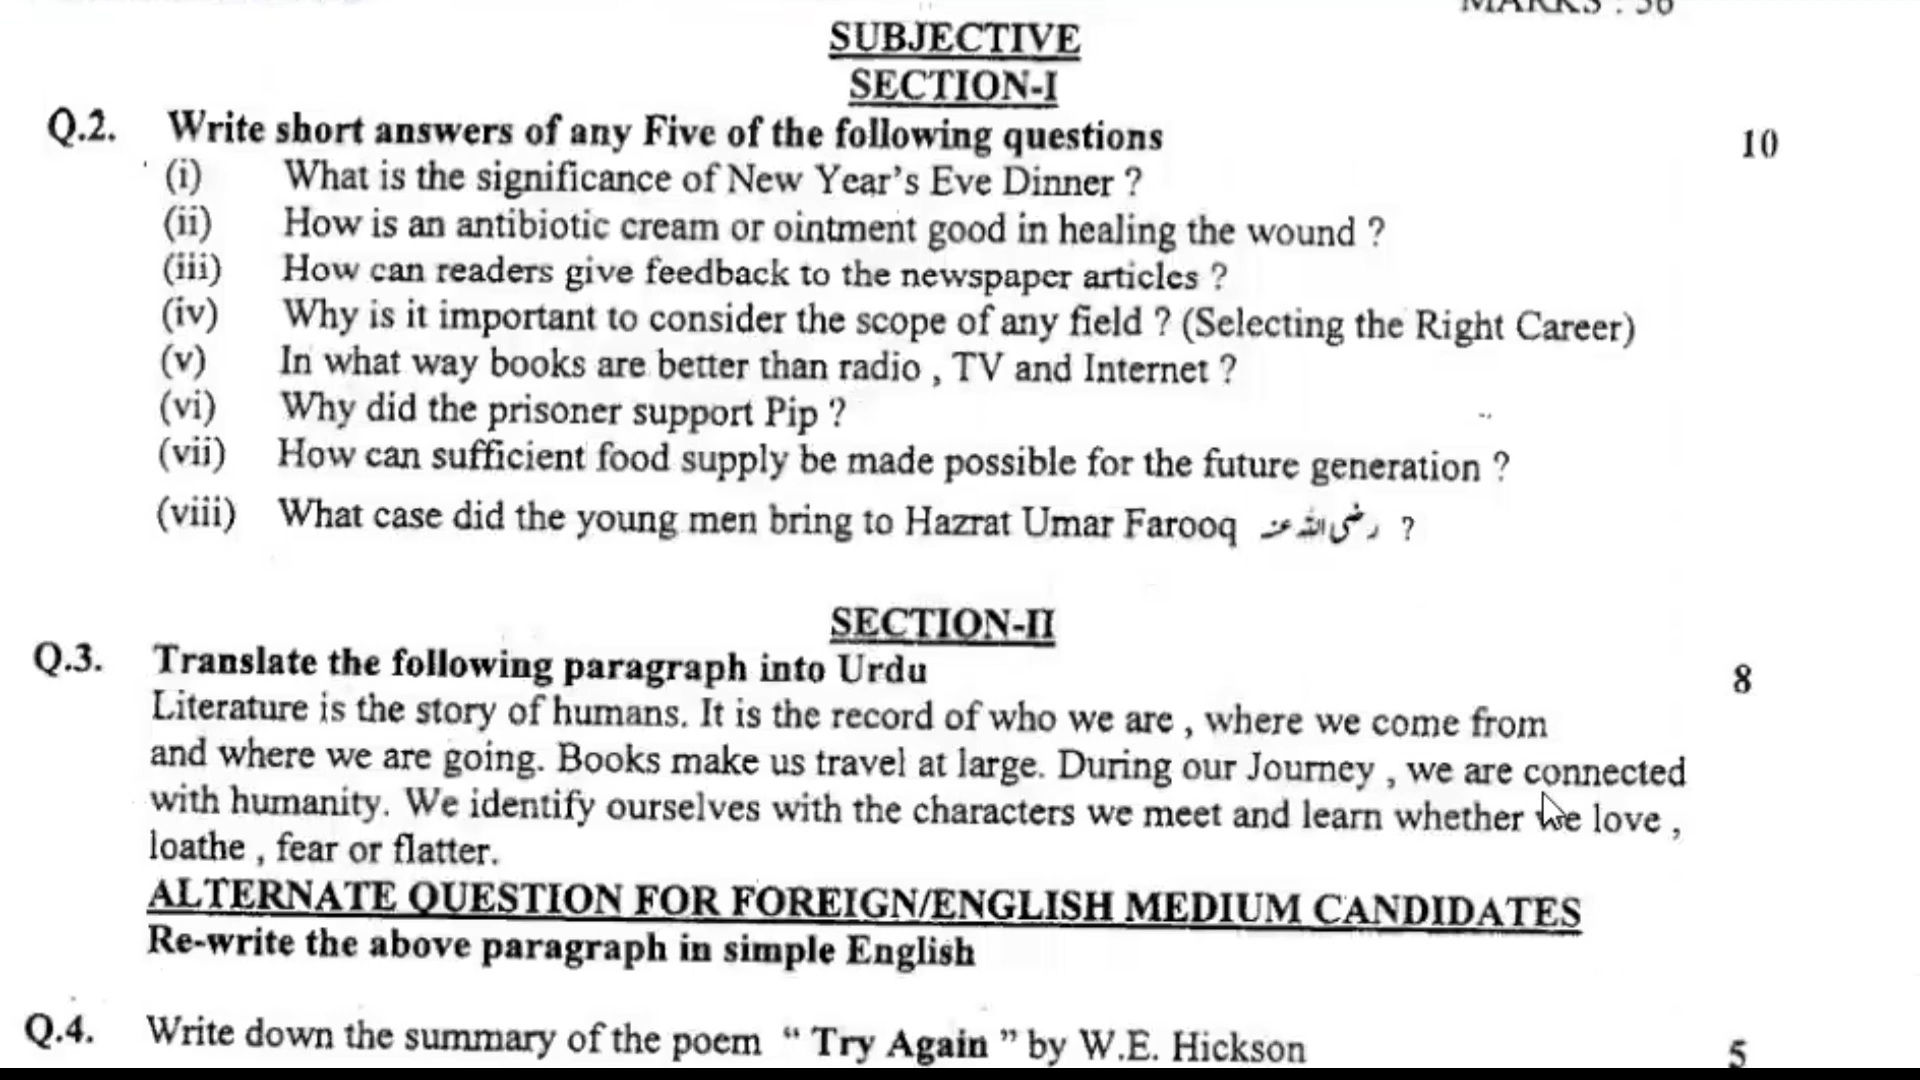 MARKS : 50
SUBJECTIVE
SECTION-I
Q.2. Write short answers of any Five of the following questions 10
(i) What is the significance of New Year's Eve Dinner ?
(ii) How is an antibiotic cream or ointment good in healing the wound ?
(iii) How can readers give feedback to the newspaper articles ?
(iv) Why is it important to consider the scope of any field ? (Selecting the Right Career)
(v) In what way books are better than radio , TV and Internet ?
(vi) Why did the prisoner support Pip ?
(vii) How can sufficient food supply be made possible for the future generation ?
(viii) What case did the young men bring to Hazrat Umar Farooq رضی اللہ عنہ ?
SECTION-II
Q.3. Translate the following paragraph into Urdu 8
Literature is the story of humans. It is the record of who we are , where we come from
and where we are going. Books make us travel at large. During our Journey , we are connected
with humanity. We identify ourselves with the characters we meet and learn whether we love ,
loathe , fear or flatter.
ALTERNATE QUESTION FOR FOREIGN/ENGLISH MEDIUM CANDIDATES
Re-write the above paragraph in simple English
Q.4. Write down the summary of the poem “ Try Again ” by W.E. Hickson 5